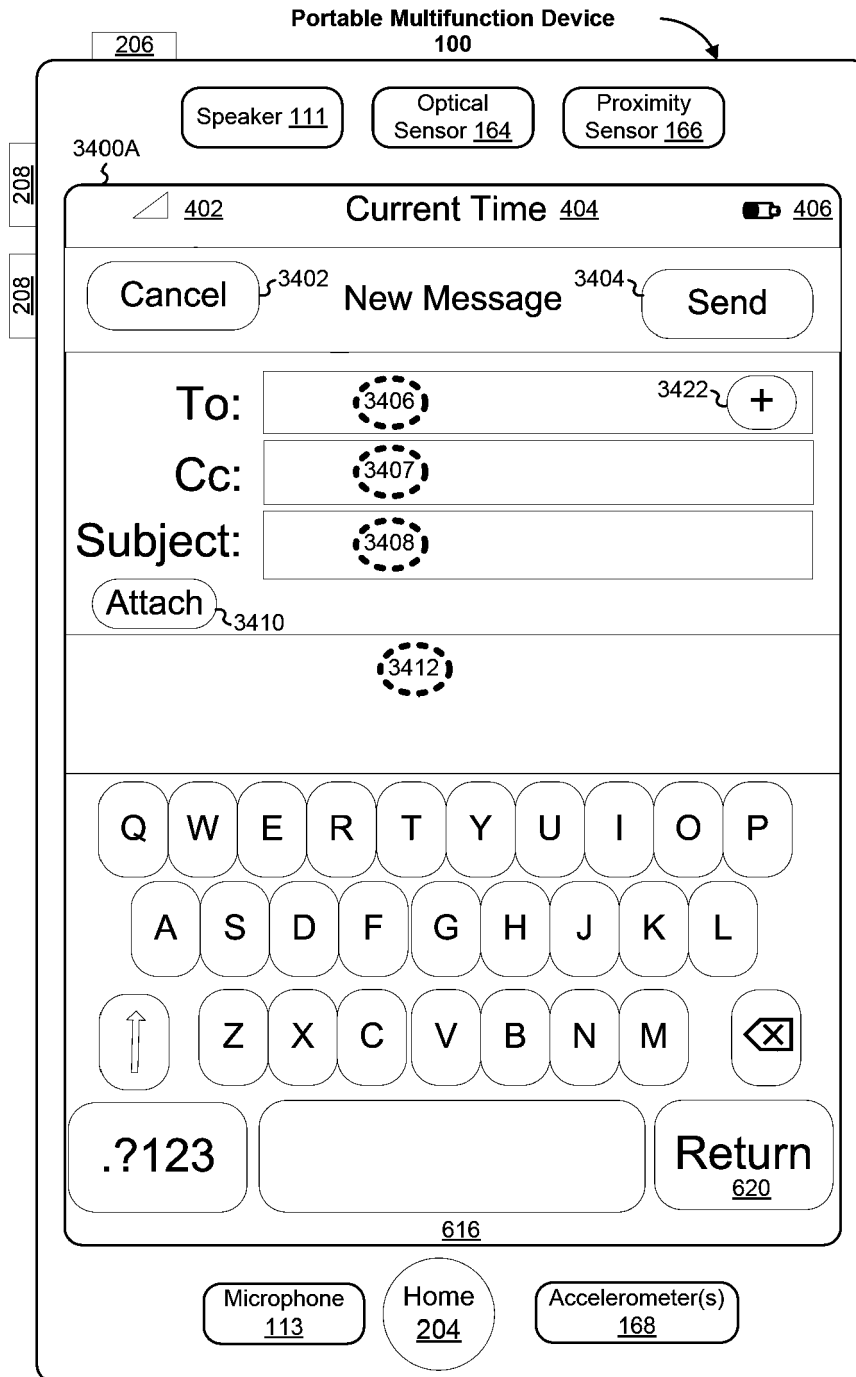 Portable Multifunction Device
100
206
Speaker 111
Optical
Sensor 164
Proximity
Sensor 166
208
3400A
402
Current Time 404
406
208
Cancel
3402
New Message
3404
Send
To:
3406
3422
+
Cc:
3407
Subject:
3408
Attach
3410
3412
Q W E R T Y U I O P
A S D F G H J K L
Z X C V B N M
.?123
Return
620
616
Microphone
113
Home
204
Accelerometer(s)
168